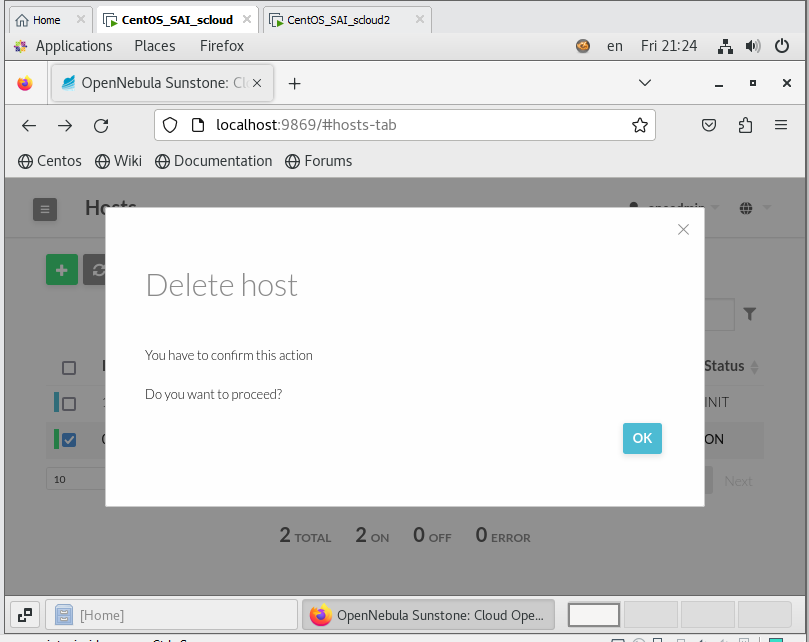 Home CentOS_SAI_scloud CentOS_SAI_scloud2
Applications Places Firefox en Fri 21:24
OpenNebula Sunstone: Cl
localhost:9869/#hosts-tab
Centos Wiki Documentation Forums
Hosts oneadmin
Delete host
You have to confirm this action
Status
Do you want to proceed?
INIT
OK
ON
10 Next
2 TOTAL 2 ON 0 OFF 0 ERROR
[Home] OpenNebula Sunstone: Cloud Ope...